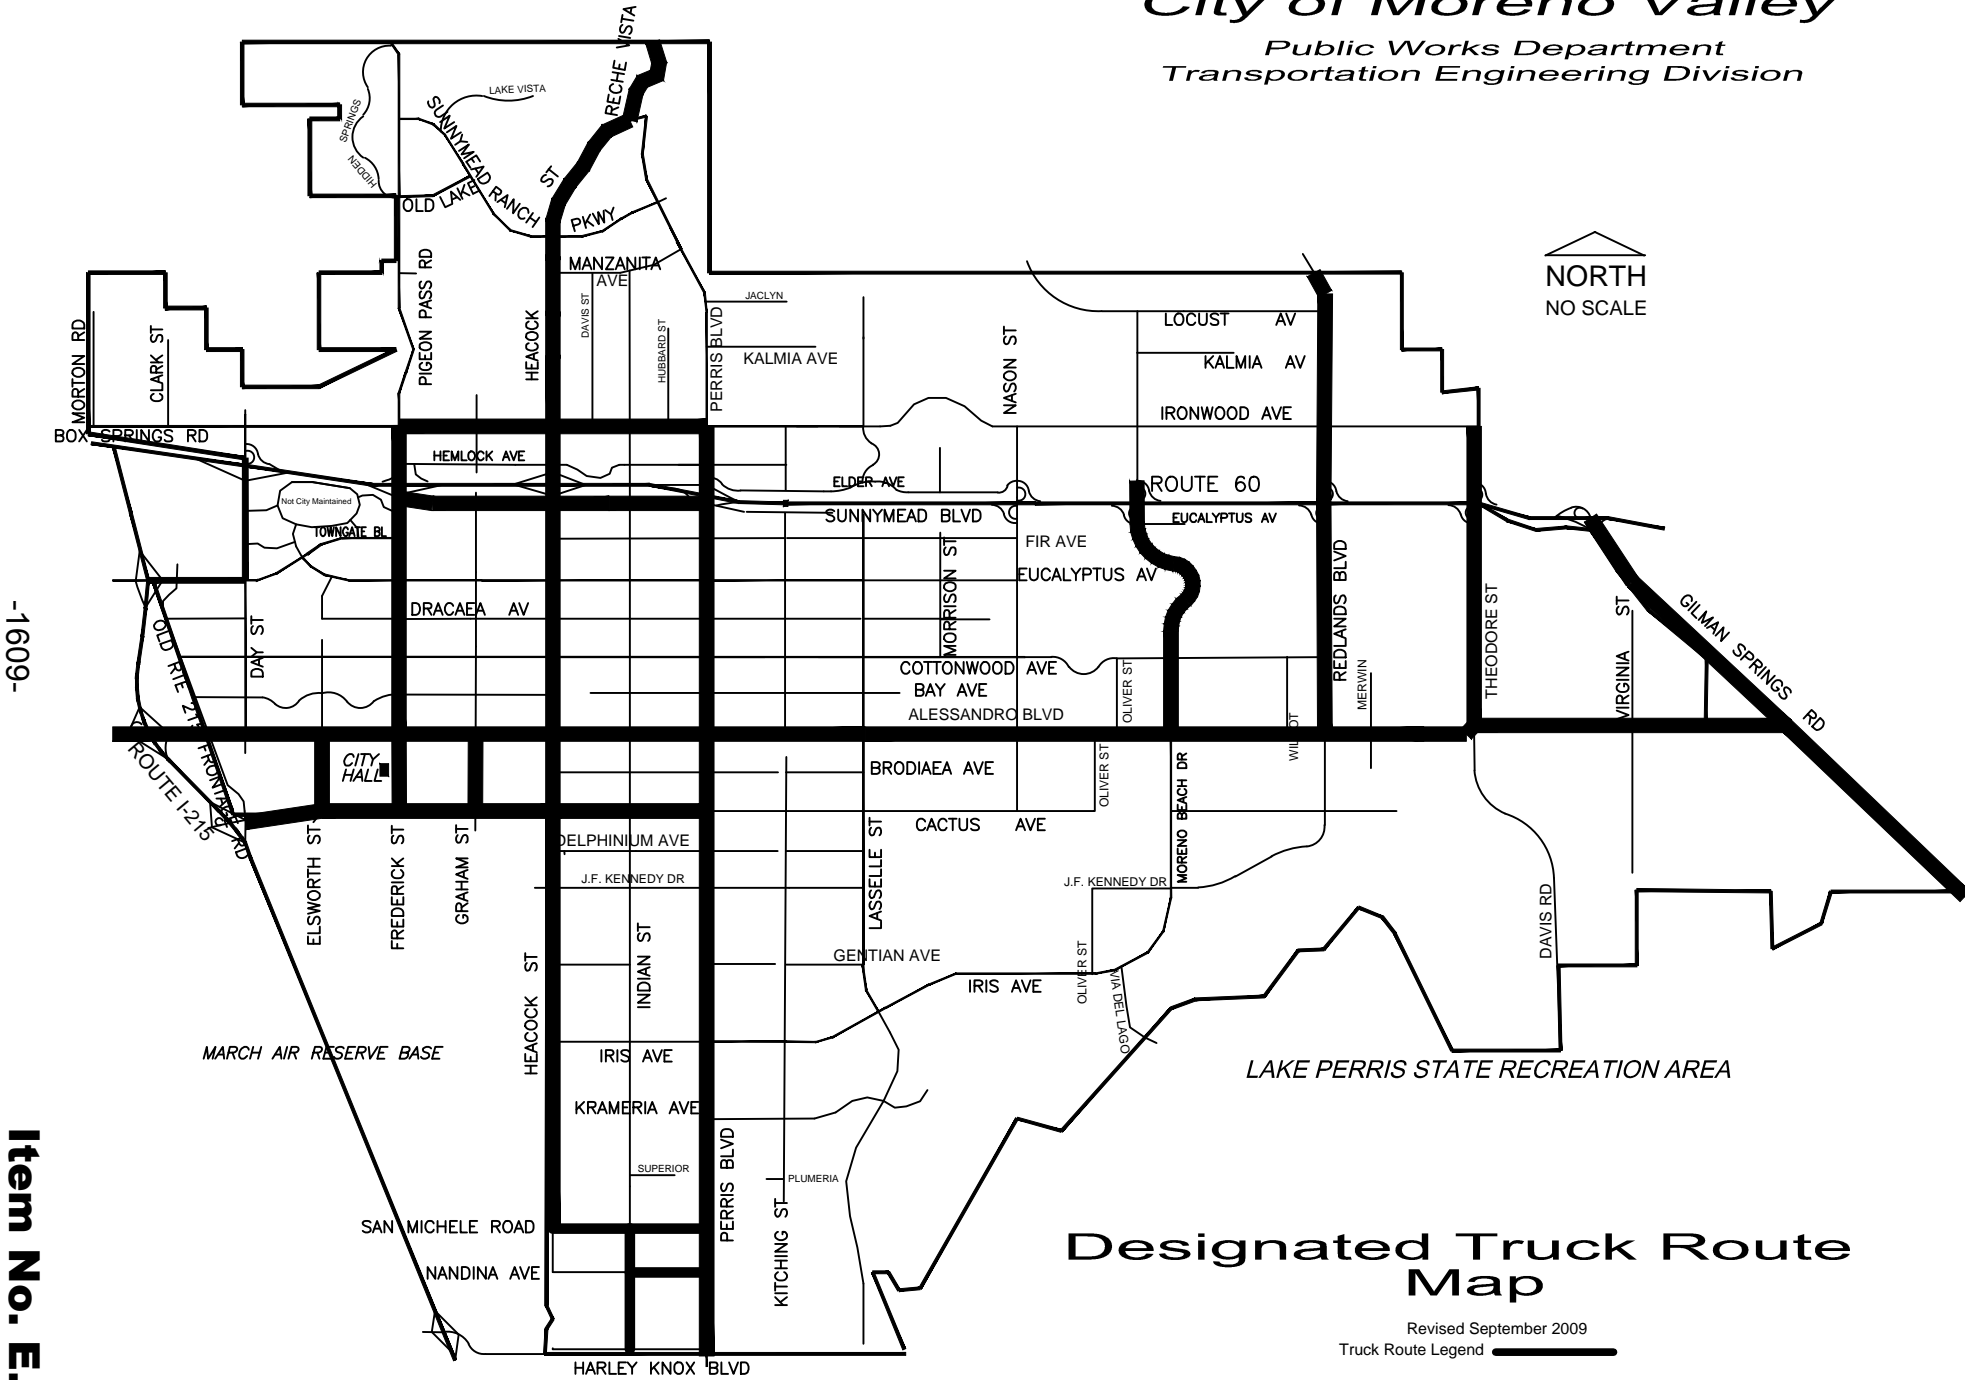 City of Moreno Valley
Public Works Department
Transportation Engineering Division
RECHE VISTA
LAKE VISTA
SPRINGS
HIDDEN
SUNNYMEAD RANCH
PKWY
OLD LAKE
ST
NORTH
NO SCALE
MANZANITA
AVE
PIGEON PASS RD
HEACOCK
DAVIS ST
HUBBARD ST
PERRIS BLVD
JACLYN
KALMIA AVE
NASON ST
LOCUST AV
KALMIA AV
IRONWOOD AVE
MORTON RD
CLARK ST
BOX SPRINGS RD
HEMLOCK AVE
ELDER AVE
ROUTE 60
Not City Maintained
SUNNYMEAD BLVD
EUCALYPTUS AV
TOWNGATE BL
FIR AVE
MORRISON ST
EUCALYPTUS AV
REDLANDS BLVD
THEODORE ST
VIRGINIA ST
GILMAN SPRINGS RD
-1609-
DRACAEA AV
OLD RTE 215 FRONTAGE RD
DAY ST
COTTONWOOD AVE
BAY AVE
ALESSANDRO BLVD
OLIVER ST
MERWIN
ROUTE I-215
CITY
HALL
BRODIAEA AVE
OLIVER ST
MORENO BEACH DR
CACTUS AVE
ELSWORTH ST
FREDERICK ST
GRAHAM ST
DELPHINIUM AVE
J.F. KENNEDY DR
LASSELLE ST
J.F. KENNEDY DR
DAVIS RD
HEACOCK ST
INDIAN ST
GENTIAN AVE
IRIS AVE
OLIVER ST
VIA DEL LAGO
MARCH AIR RESERVE BASE
IRIS AVE
LAKE PERRIS STATE RECREATION AREA
KRAMERIA AVE
PERRIS BLVD
SUPERIOR
PLUMERIA
KITCHING ST
SAN MICHELE ROAD
NANDINA AVE
HARLEY KNOX BLVD
Item No. E.
Designated Truck Route
Map
Revised September 2009
Truck Route Legend